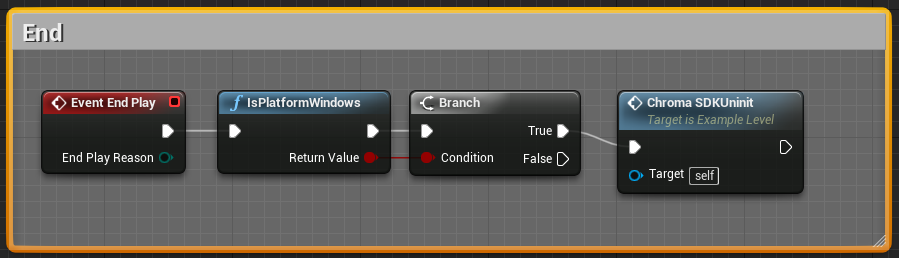 End
Event End Play
End Play Reason
IsPlatformWindows
Return Value
Branch
True
Condition
False
Chroma SDKUninit
Target is Example Level
Target self